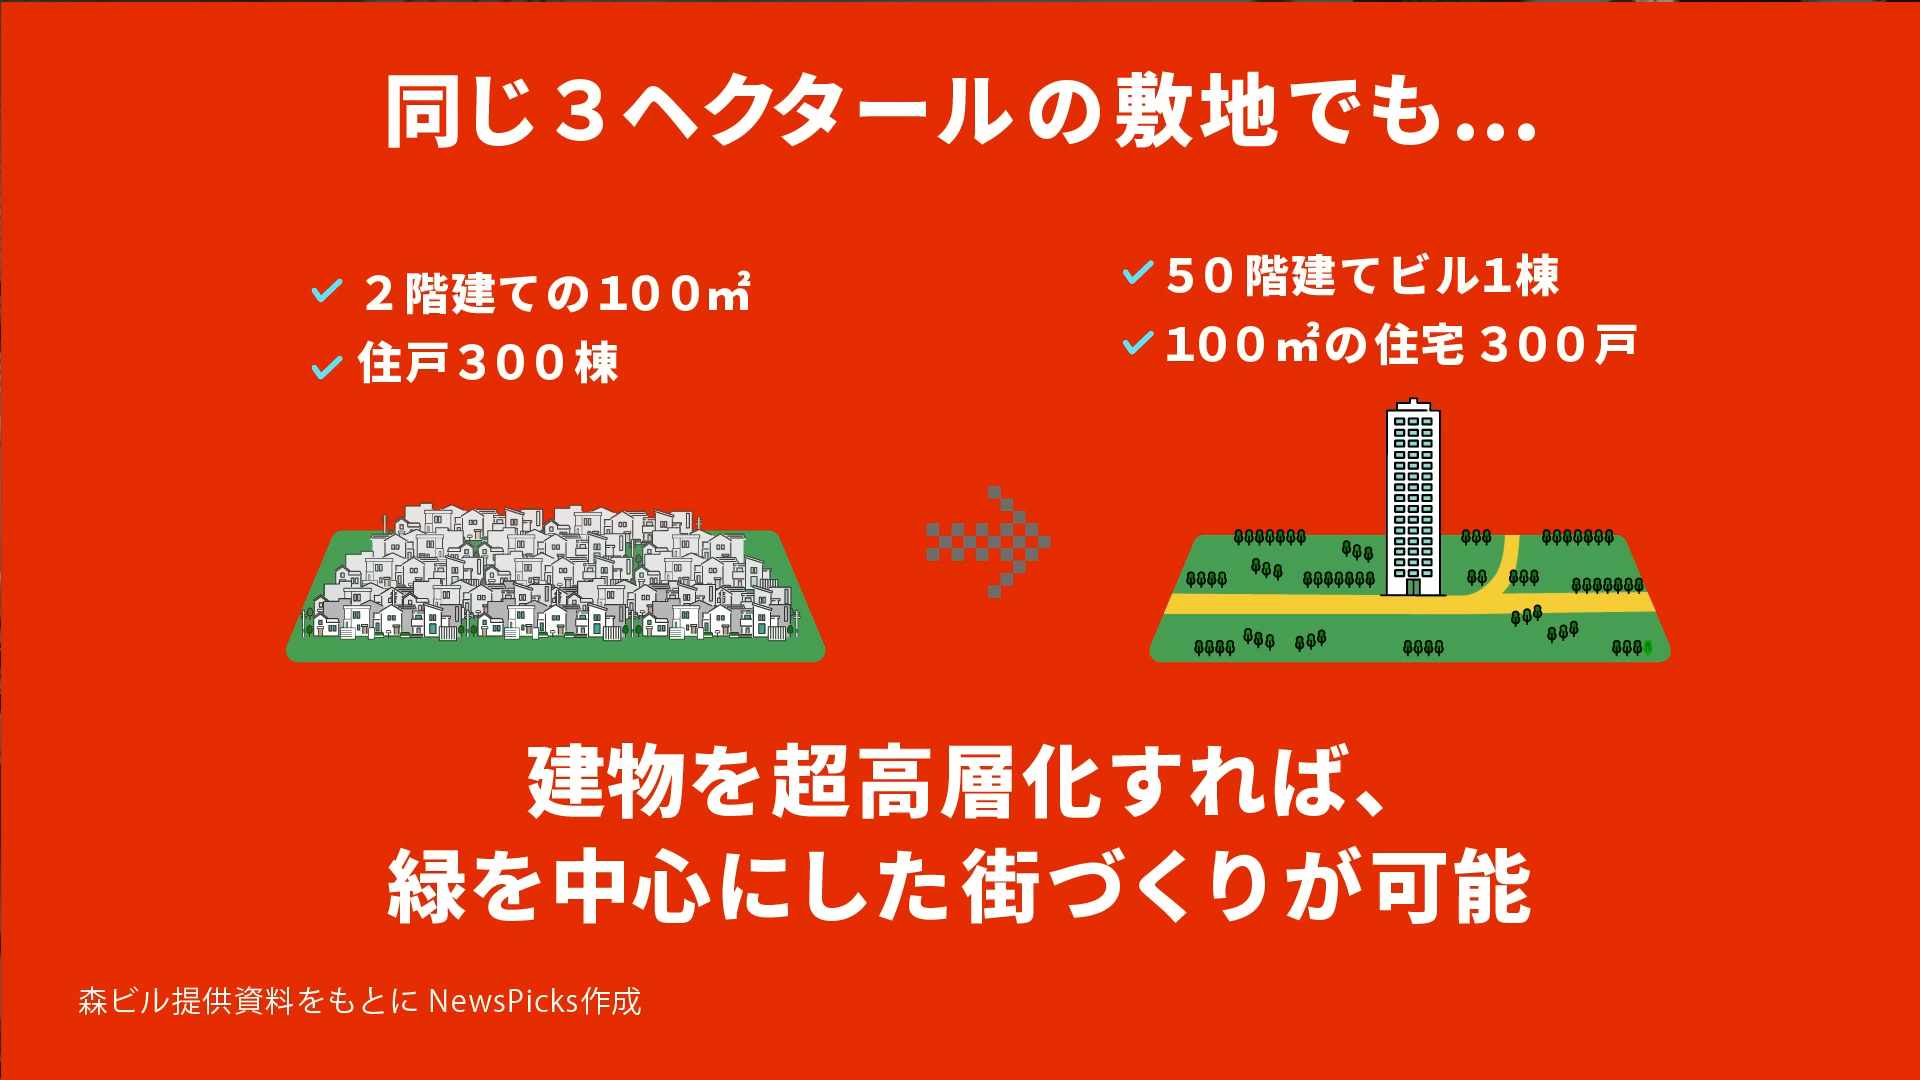 同じ３ヘクタールの敷地でも...
２階建ての１００㎡
住戸３００棟
５０階建てビル１棟
１００㎡の住宅 ３００戸
建物を超高層化すれば、
緑を中心にした街づくりが可能
森ビル提供資料をもとに NewsPicks作成